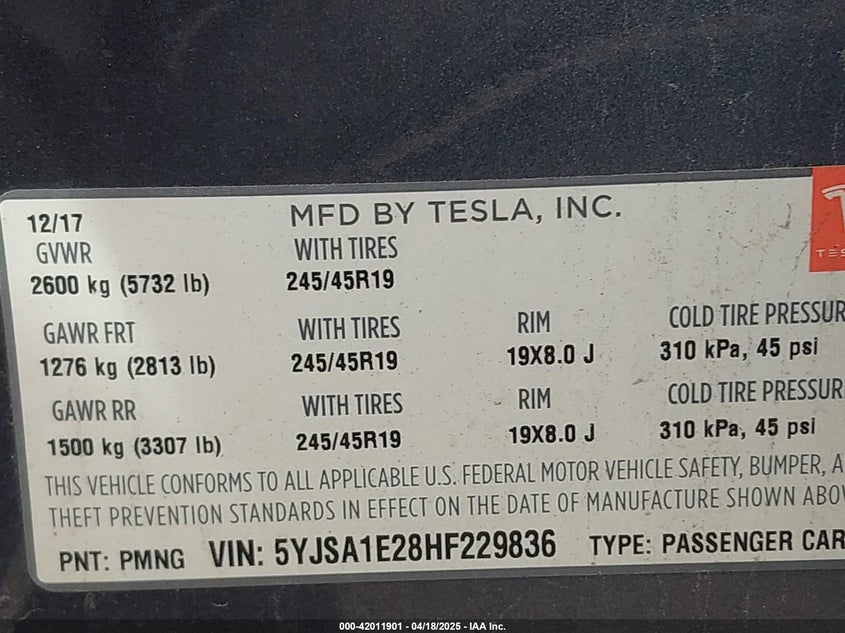 12/17 MFD BY TESLA, INC.
GVWR WITH TIRES
2600 kg (5732 lb) 245/45R19
GAWR FRT WITH TIRES RIM COLD TIRE PRESSUR
1276 kg (2813 lb) 245/45R19 19X8.0 J 310 kPa, 45 psi
GAWR RR WITH TIRES RIM COLD TIRE PRESSUR
1500 kg (3307 lb) 245/45R19 19X8.0 J 310 kPa, 45 psi
THIS VEHICLE CONFORMS TO ALL APPLICABLE U.S. FEDERAL MOTOR VEHICLE SAFETY, BUMPER, A
THEFT PREVENTION STANDARDS IN EFFECT ON THE DATE OF MANUFACTURE SHOWN ABOV
PNT: PMNG VIN: 5YJSA1E28HF229836 TYPE: PASSENGER CAR
TES
000-42011901 - 04/18/2025 - IAA Inc.